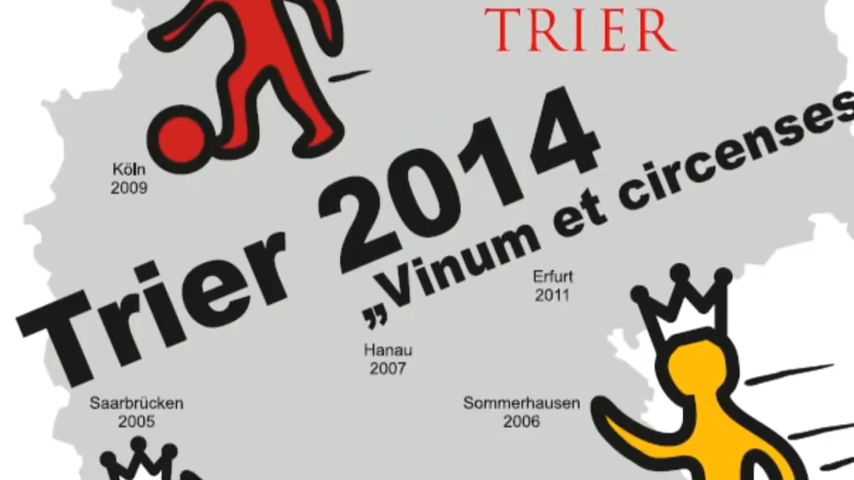 TRIER
Köln
2009
Trier 2014
„Vinum et circenses
Erfurt
2011
Hanau
2007
Saarbrücken
2005
Sommerhausen
2006